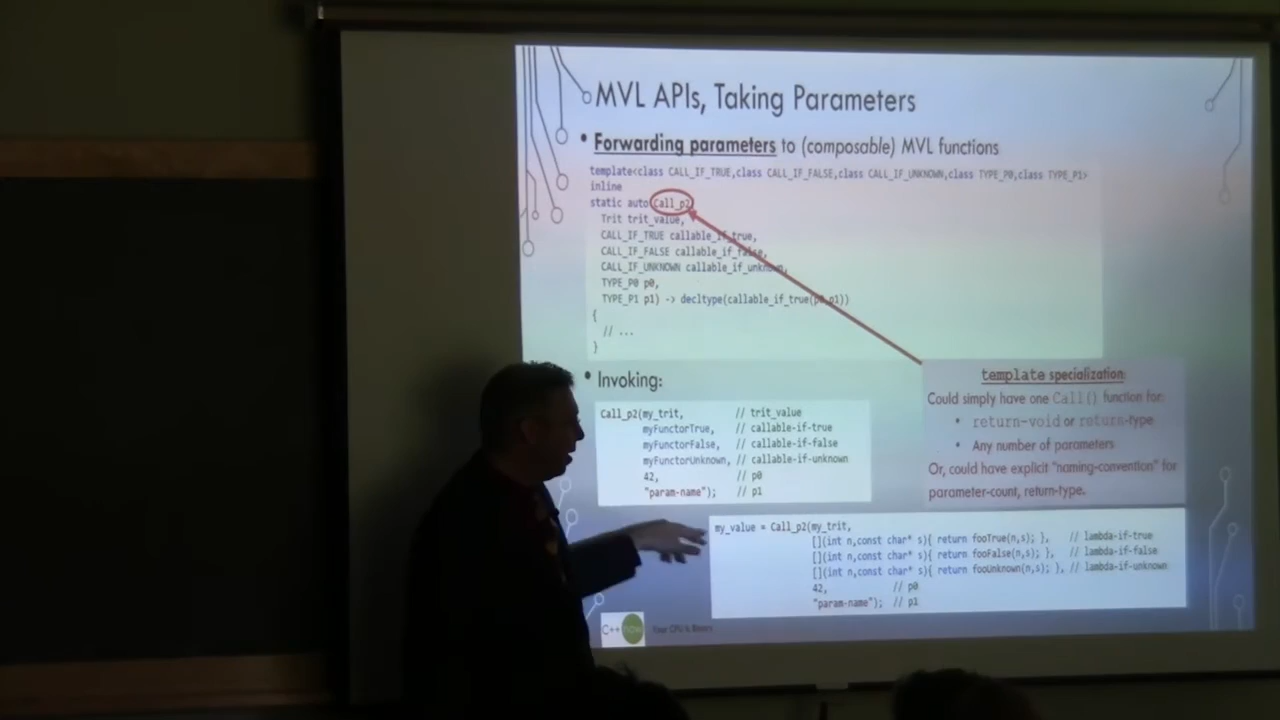 MVL APIs, Taking Parameters
• Forwarding parameters to (composable) MVL functions
template<class CALL_IF_TRUE,class CALL_IF_FALSE,class CALL_IF_UNKNOWN,class TYPE_P0,class TYPE_P1>
inline
static auto Call_p2(
Trit trit_value,
CALL_IF_TRUE callable_if_true,
CALL_IF_FALSE callable_if_false,
CALL_IF_UNKNOWN callable_if_unknown,
TYPE_P0 p0,
TYPE_P1 p1) -> decltype(callable_if_true(p0,p1))
{
// ...
}
• Invoking:
Call_p2(my_trit, // trit_value
myFunctorTrue, // callable-if-true
myFunctorFalse, // callable-if-false
myFunctorUnknown, // callable-if-unknown
42, // p0
"param-name"); // p1
template specialization:
Could simply have one Call() function for:
• return-void or return-type
• Any number of parameters
Or, could have explicit "naming-convention" for
parameter-count, return-type.
my_value = Call_p2(my_trit,
[](int n,const char* s){ return fooTrue(n,s); }, // lambda-if-true
[](int n,const char* s){ return fooFalse(n,s); }, // lambda-if-false
[](int n,const char* s){ return fooUnknown(n,s); }, // lambda-if-unknown
42, // p0
"param-name"); // p1
C++ now
Your CPU is Binary